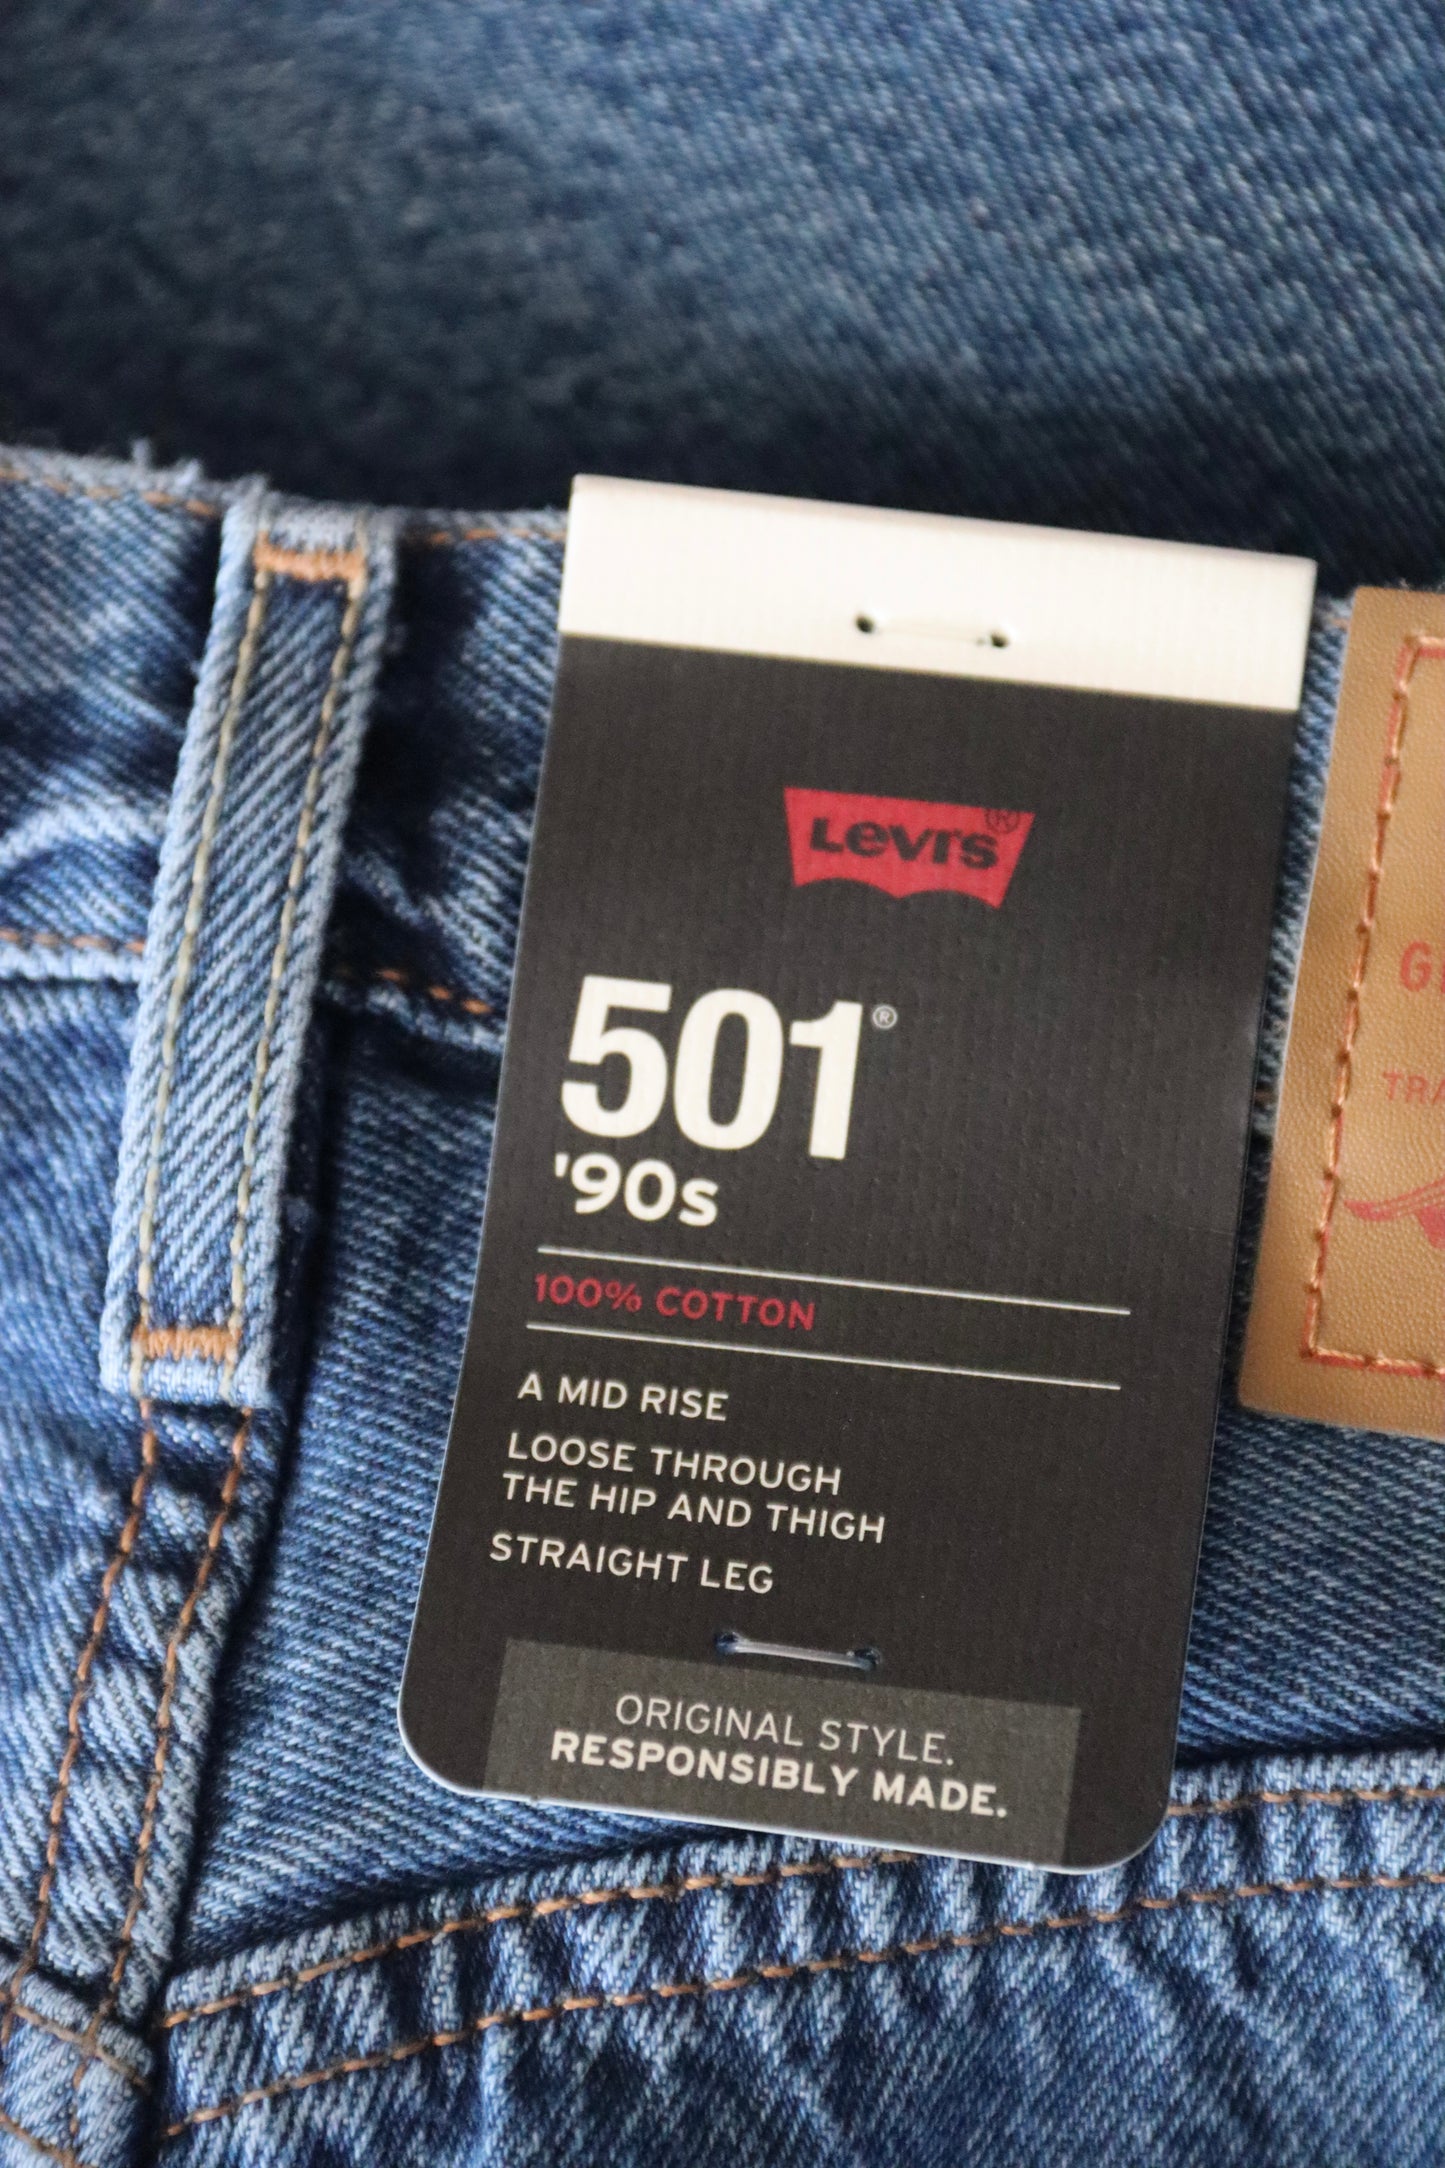 Levi's®
501®
'90s
100% COTTON
A MID RISE
LOOSE THROUGH
THE HIP AND THIGH
STRAIGHT LEG
ORIGINAL STYLE.
RESPONSIBLY MADE.